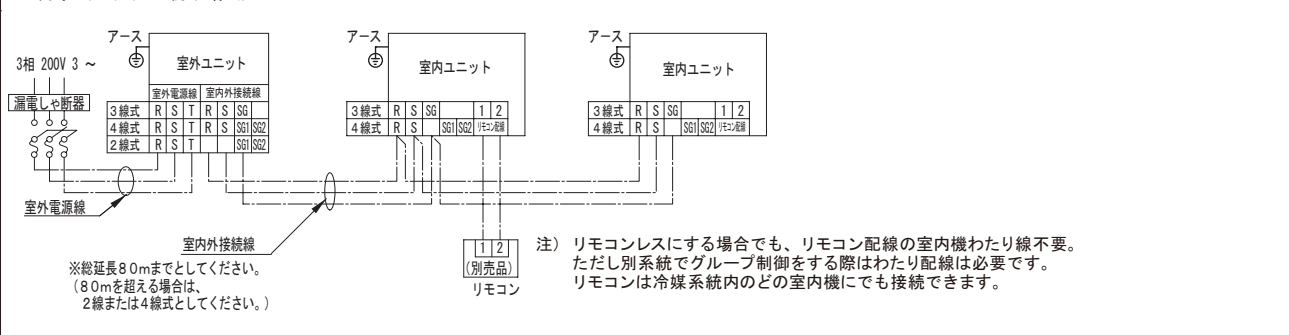 3相 200V 3 ~
漏電しゃ断器
室外電源線
アース
室外ユニット
室外電源線 室内外接続線
3線式 R S T R S SG
4線式 R S T R S SG1 SG2
2線式 R S T SG1 SG2
室内外接続線
※総延長80mまでとしてください。
(80mを超える場合は、
2線または4線式としてください。)
アース
室内ユニット
3線式 R S SG 1 2
4線式 R S SG1 SG2 リモコン配線
1 2
(別売品)
リモコン
アース
室内ユニット
3線式 R S SG 1 2
4線式 R S SG1 SG2 リモコン配線
注) リモコンレスにする場合でも、リモコン配線の室内機わたり線不要。
ただし別系統でグループ制御をする際はわたり配線は必要です。
リモコンは冷媒系統内のどの室内機にでも接続できます。